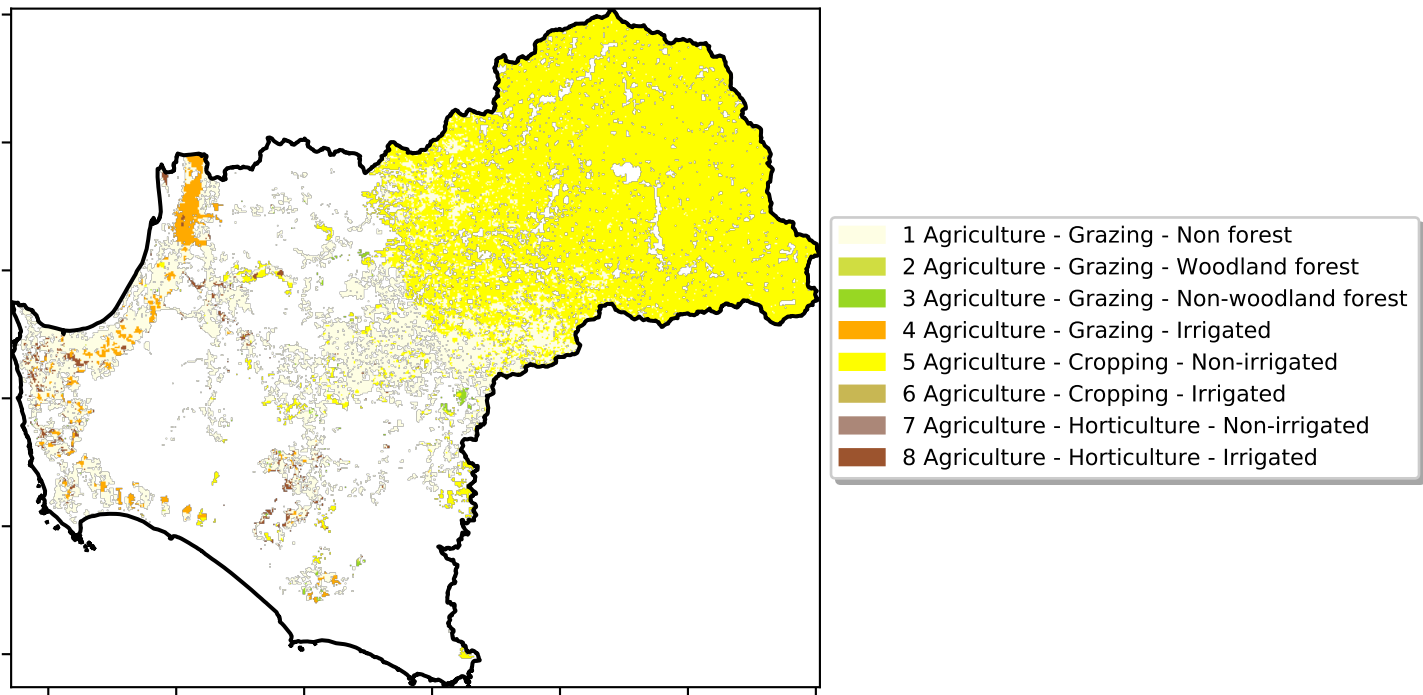 1 Agriculture - Grazing - Non forest
2 Agriculture - Grazing - Woodland forest
3 Agriculture - Grazing - Non-woodland forest
4 Agriculture - Grazing - Irrigated
5 Agriculture - Cropping - Non-irrigated
6 Agriculture - Cropping - Irrigated
7 Agriculture - Horticulture - Non-irrigated
8 Agriculture - Horticulture - Irrigated